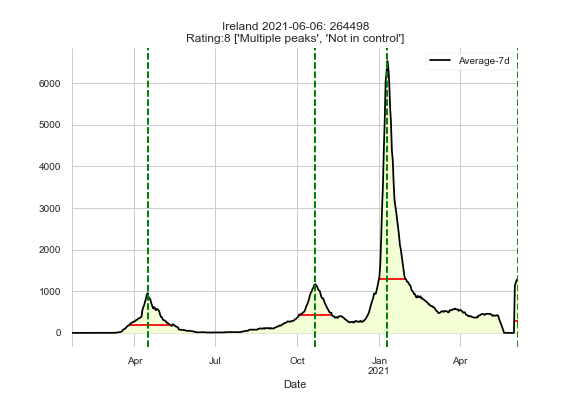 Ireland 2021-06-06: 264498
Rating:8 ['Multiple peaks', 'Not in control']
Average-7d
6000
5000
4000
3000
2000
1000
0
Apr
Jul
Oct
Jan
2021
Apr
Date